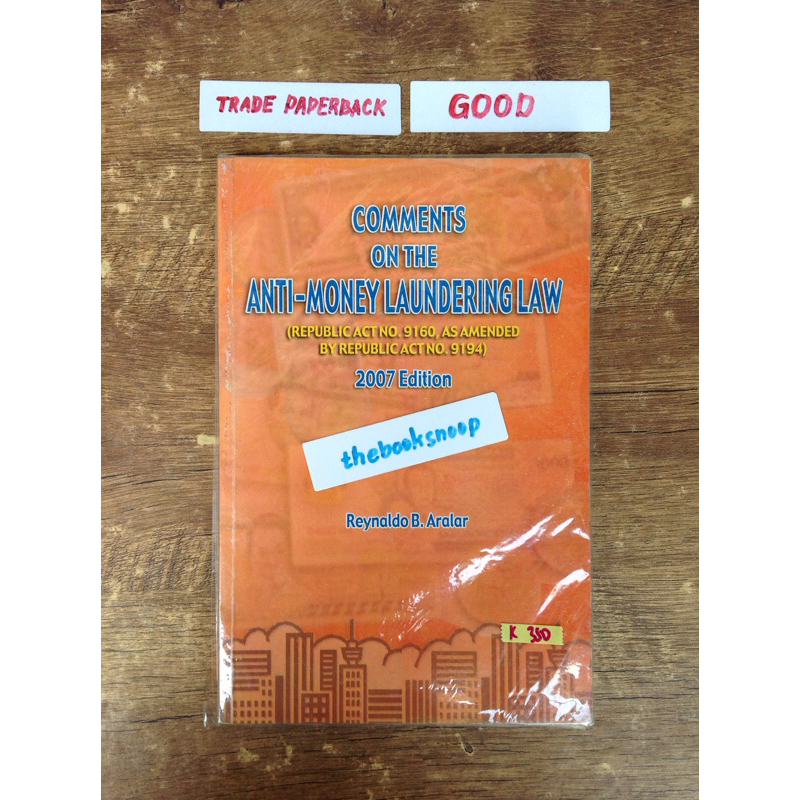 TRADE PAPERBACK
GOOD
COMMENTS
ON THE
ANTI-MONEY LAUNDERING LAW
(REPUBLIC ACT NO. 9160, AS AMENDED
BY REPUBLIC ACT NO. 9194)
2007 Edition
thebooksnoop
Reynaldo B. Aralar
K 350